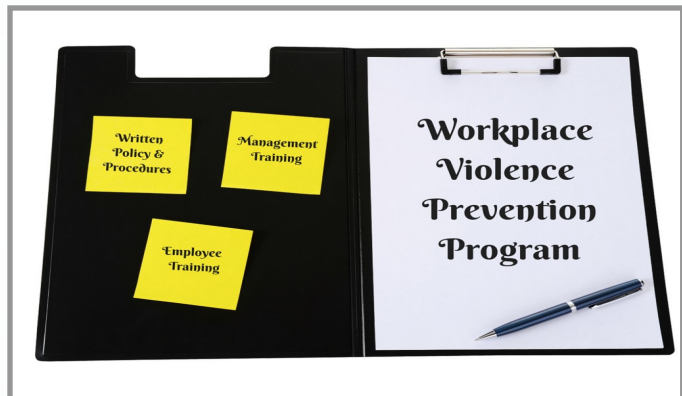 Written
Policy &
Procedures
Management
Training
Employee
Training
Workplace
Violence
Prevention
Program